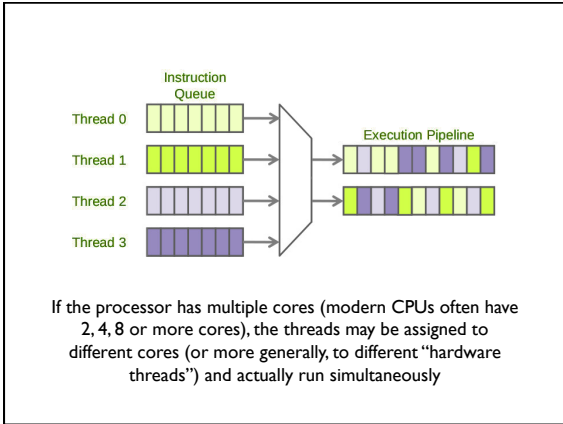 Instruction
Queue
Thread 0
Execution Pipeline
Thread 1
Thread 2
Thread 3
If the processor has multiple cores (modern CPUs often have
2, 4, 8 or more cores), the threads may be assigned to
different cores (or more generally, to different “hardware
threads”) and actually run simultaneously